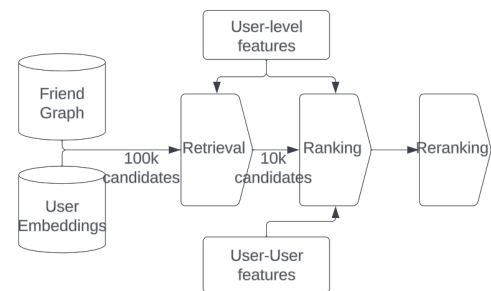 User-level
features
Friend
Graph
100k
candidates
Retrieval
10k
candidates
Ranking
Reranking
User
Embeddings
User-User
features